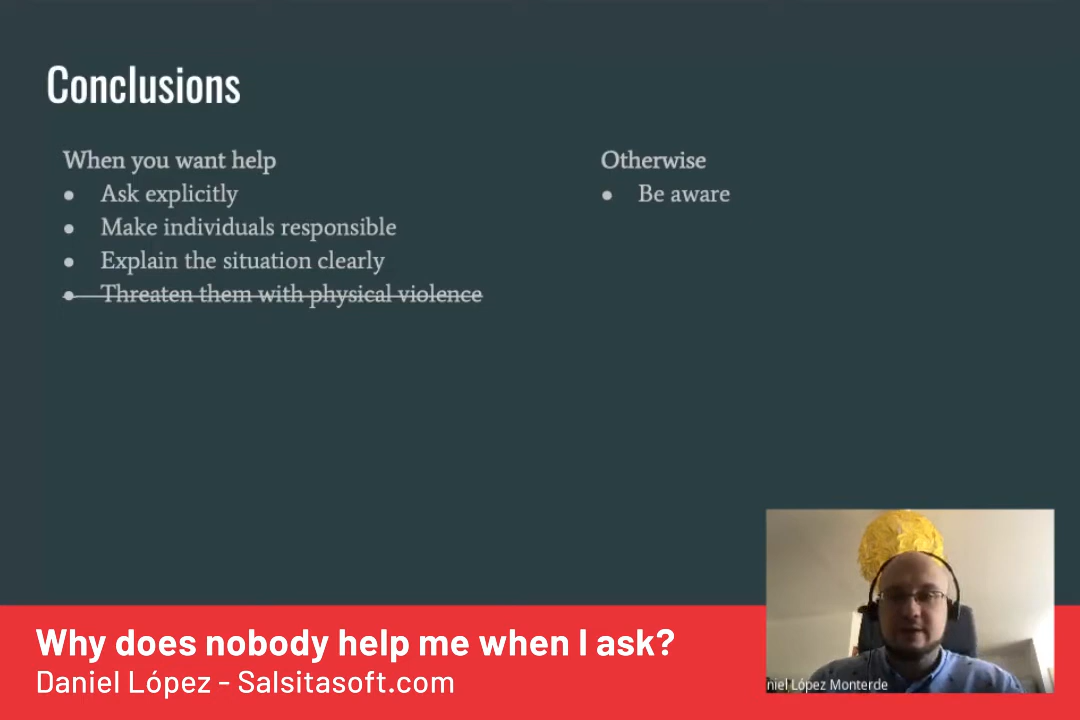 Conclusions
When you want help
● Ask explicitly
● Make individuals responsible
● Explain the situation clearly
● Threaten them with physical violence
Otherwise
● Be aware
Why does nobody help me when I ask?
Daniel López - Salsitasoft.com
niel López Monterde